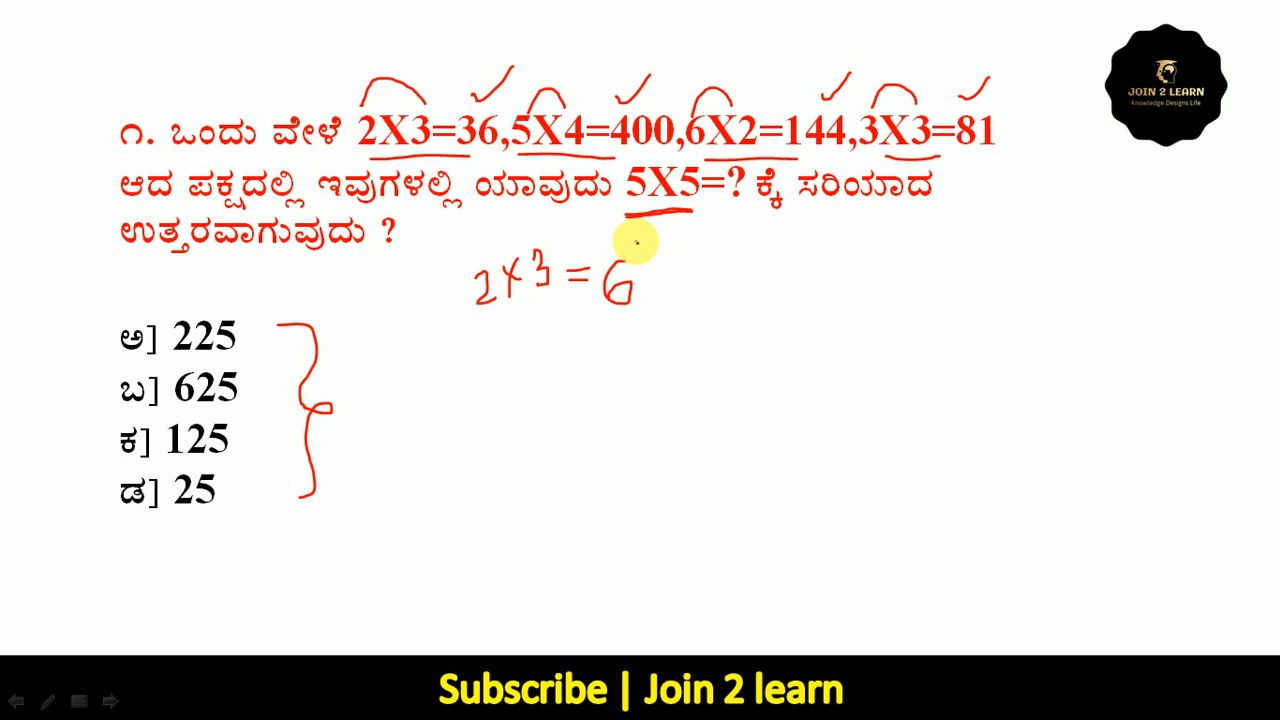 JOIN 2 LEARN
Knowledge Designs Life
೧. ಒಂದು ವೇಳೆ 2X3=36,5X4=400,6X2=144,3X3=81
ಆದ ಪಕ್ಷದಲ್ಲಿ ಇವುಗಳಲ್ಲಿ ಯಾವುದು 5X5=? ಕ್ಕೆ ಸರಿಯಾದ
ಉತ್ತರವಾಗುವುದು ?
2x3=6
ಅ] 225
ಬ] 625
ಕ] 125
ಡ] 25
Subscribe | Join 2 learn